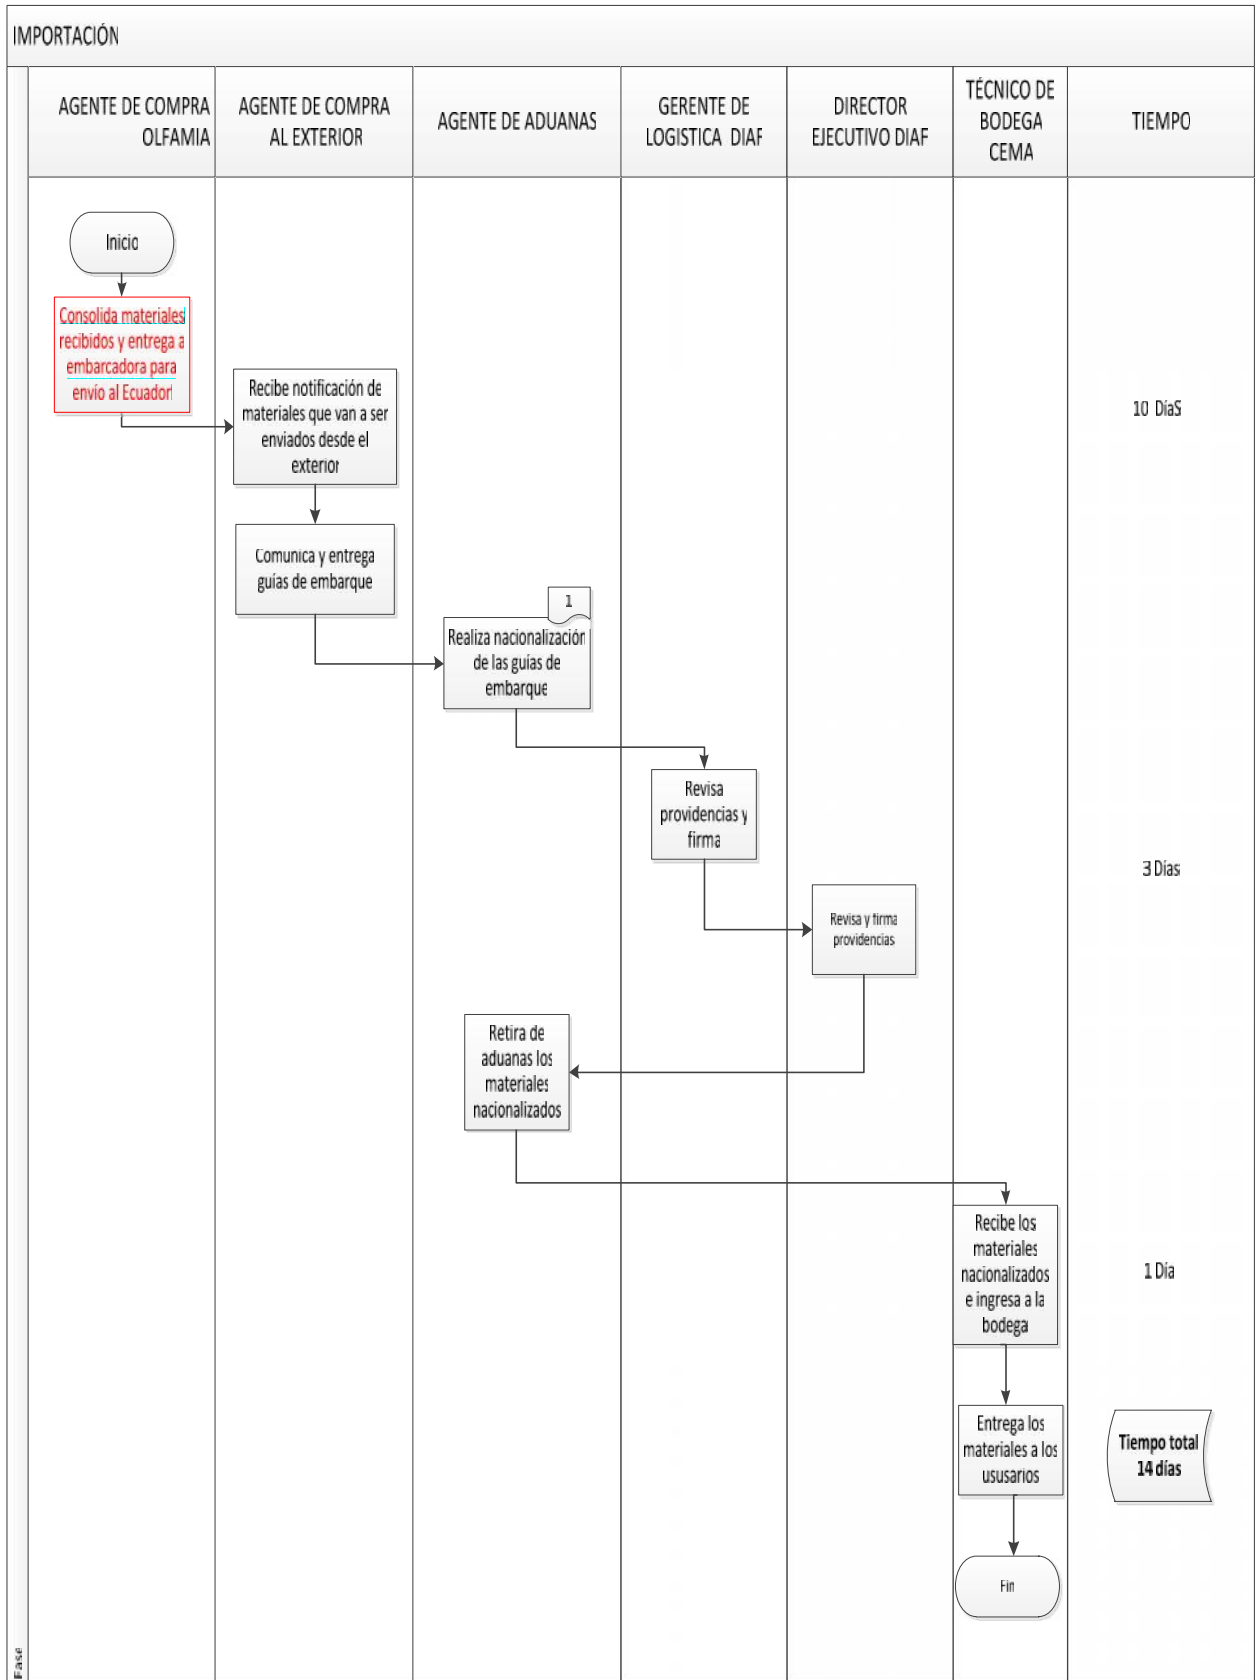 IMPORTACIÓN
AGENTE DE COMPRA
OLFAMIA
AGENTE DE COMPRA
AL EXTERIOR
AGENTE DE ADUANAS
GERENTE DE
LOGISTICA DIAF
DIRECTOR
EJECUTIVO DIAF
TÉCNICO DE
BODEGA
CEMA
TIEMPO
Inicio
Consolida materiales
recibidos y entrega a
embarcadora para
envío al Ecuador
Recibe notificación de
materiales que van a ser
enviados desde el
exterior
10 DíaS
Comunica y entrega
guías de embarque
1
Realiza nacionalización
de las guías de
embarque
Revisa
providencias y
firma
3 Días
Revisa y firma
providencias
Retira de
aduanas los
materiales
nacionalizados
Recibe los
materiales
nacionalizados
e ingresa a la
bodega
1 Día
Entrega los
materiales a los
ususarios
Tiempo total
14 días
Fin
Fase